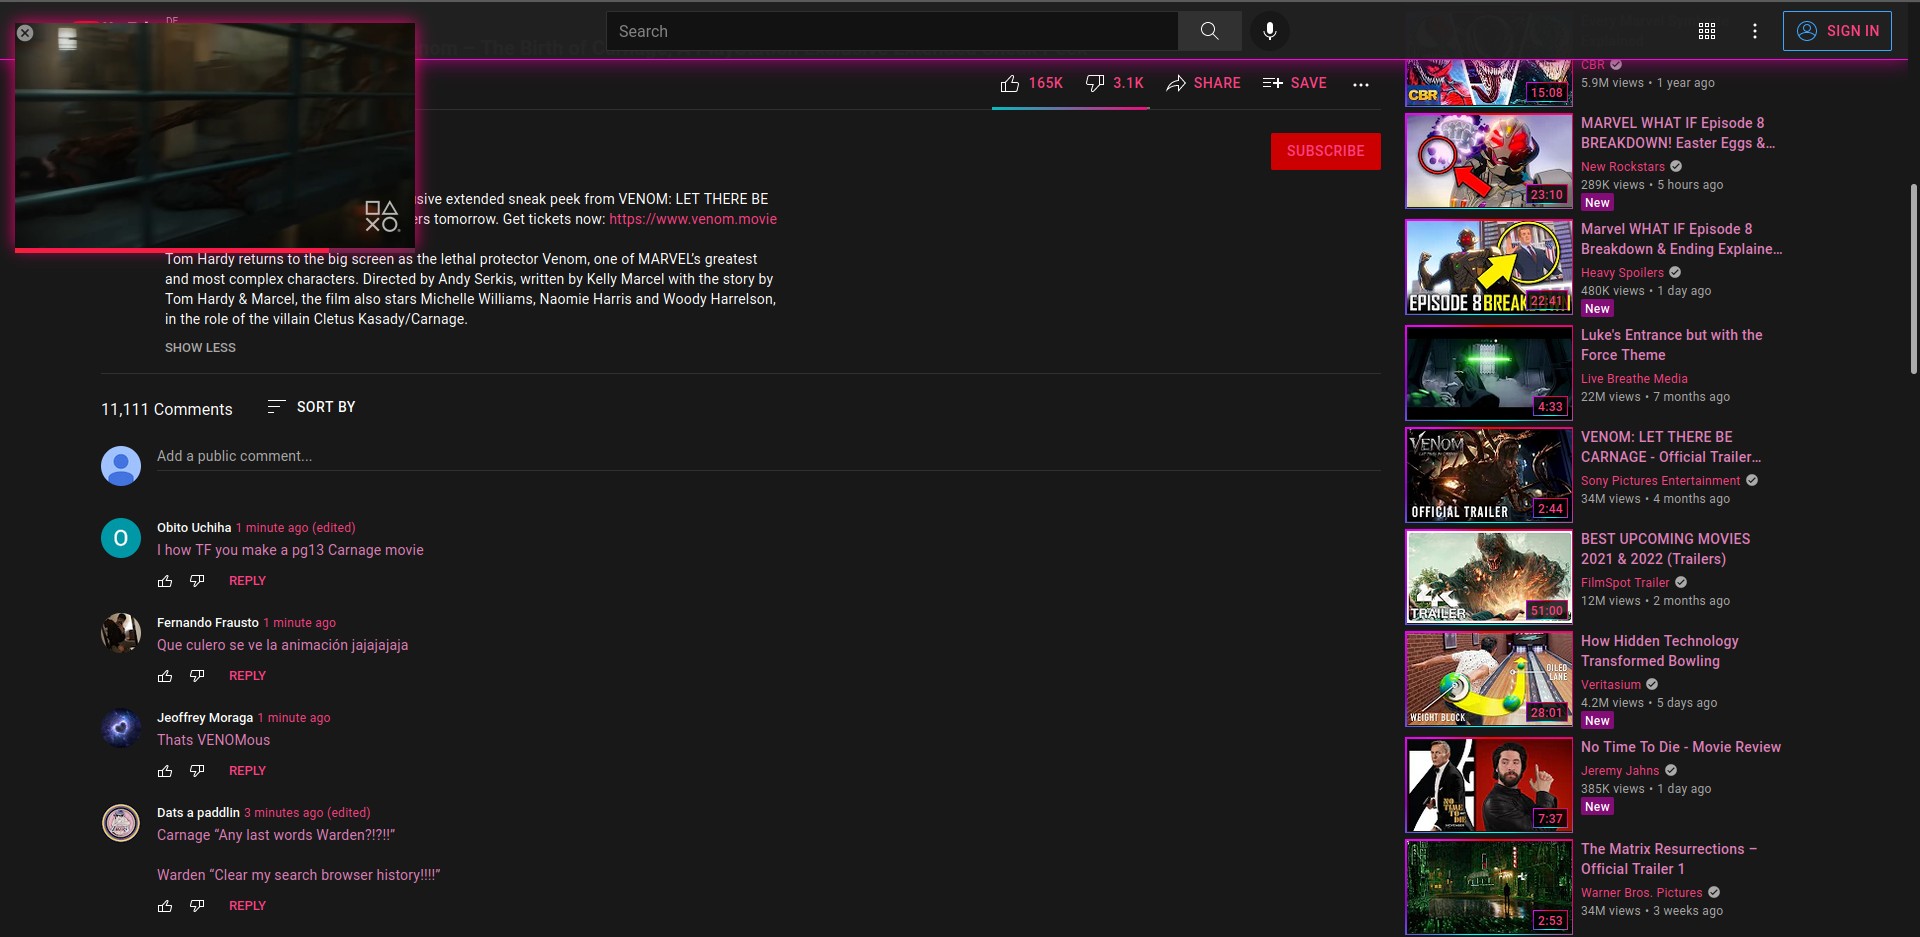 DE
Search
SIGN IN
165K
3.1K
SHARE
SAVE
SUBSCRIBE
sive extended sneak peek from VENOM: LET THERE BE
ers tomorrow. Get tickets now: https://www.venom.movie
Tom Hardy returns to the big screen as the lethal protector Venom, one of MARVEL's greatest
and most complex characters. Directed by Andy Serkis, written by Kelly Marcel with the story by
Tom Hardy & Marcel, the film also stars Michelle Williams, Naomie Harris and Woody Harrelson,
in the role of the villain Cletus Kasady/Carnage.
SHOW LESS
11,111 Comments
SORT BY
Add a public comment...
O
Obito Uchiha 1 minute ago (edited)
I how TF you make a pg13 Carnage movie
REPLY
Fernando Frausto 1 minute ago
Que culero se ve la animación jajajajaja
REPLY
Jeoffrey Moraga 1 minute ago
Thats VENOMous
REPLY
Dats a paddlin 3 minutes ago (edited)
Carnage “Any last words Warden?!?!!”
Warden “Clear my search browser history!!!!”
REPLY
CBR
15:08
CBR
5.9M views • 1 year ago
23:10
MARVEL WHAT IF Episode 8
BREAKDOWN! Easter Eggs &...
New Rockstars
289K views • 5 hours ago
New
EPISODE 8 BREAKDOWN
22:41
Marvel WHAT IF Episode 8
Breakdown & Ending Explaine...
Heavy Spoilers
480K views • 1 day ago
New
4:33
Luke's Entrance but with the
Force Theme
Live Breathe Media
22M views • 7 months ago
VENOM
OFFICIAL TRAILER
2:44
VENOM: LET THERE BE
CARNAGE - Official Trailer...
Sony Pictures Entertainment
34M views • 4 months ago
4K
TRAILER
51:00
BEST UPCOMING MOVIES
2021 & 2022 (Trailers)
FilmSpot Trailer
12M views • 2 months ago
OILED
LANE
WEIGHT BLOCK
28:01
How Hidden Technology
Transformed Bowling
Veritasium
4.2M views • 5 days ago
New
NO
TIME
TO
DIE
7:37
No Time To Die - Movie Review
Jeremy Jahns
385K views • 1 day ago
New
2:53
The Matrix Resurrections –
Official Trailer 1
Warner Bros. Pictures
34M views • 3 weeks ago